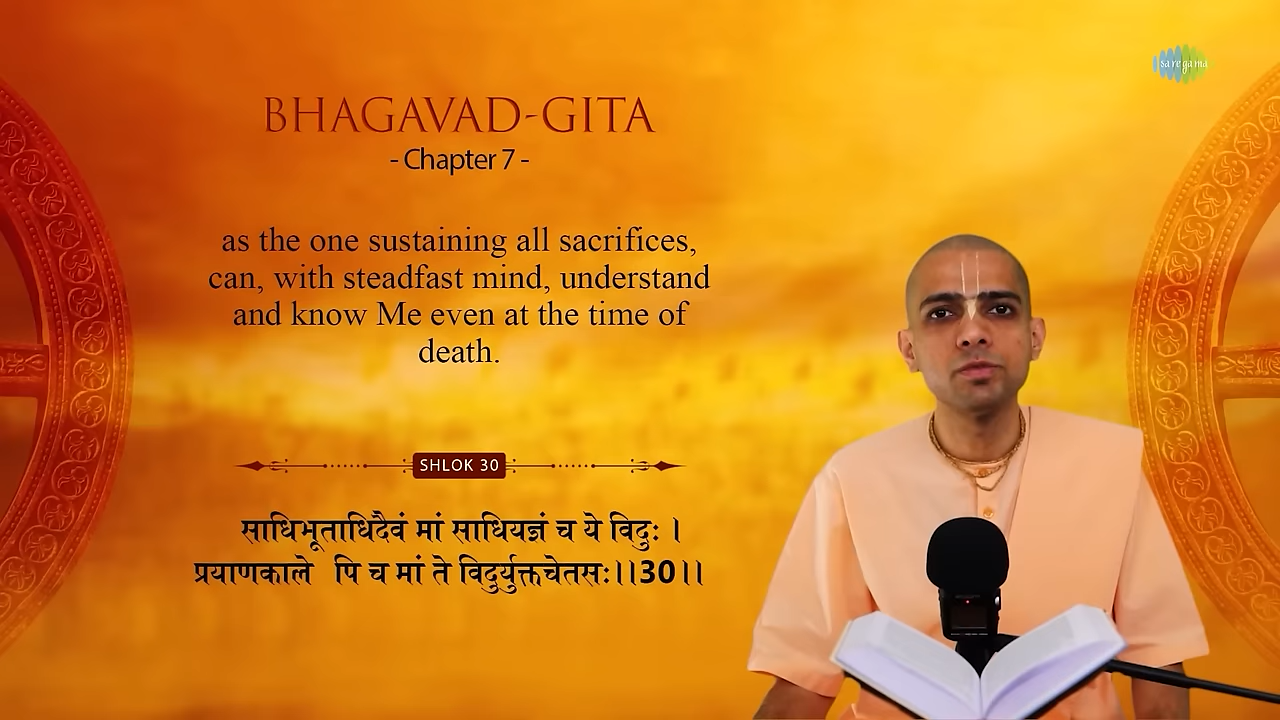 saregama
BHAGAVAD-GITA
- Chapter 7 -
as the one sustaining all sacrifices,
can, with steadfast mind, understand
and know Me even at the time of
death.
SHLOK 30
साधिभूताधिदैवं मां साधियज्ञं च ये विदुः ।
प्रयाणकाले पि च मां ते विदुर्युक्तचेतसः।।30।।